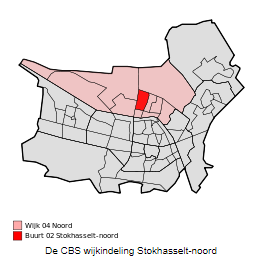 Wijk 04 Noord
Buurt 02 Stokhasselt-noord
De CBS wijkindeling Stokhasselt-noord